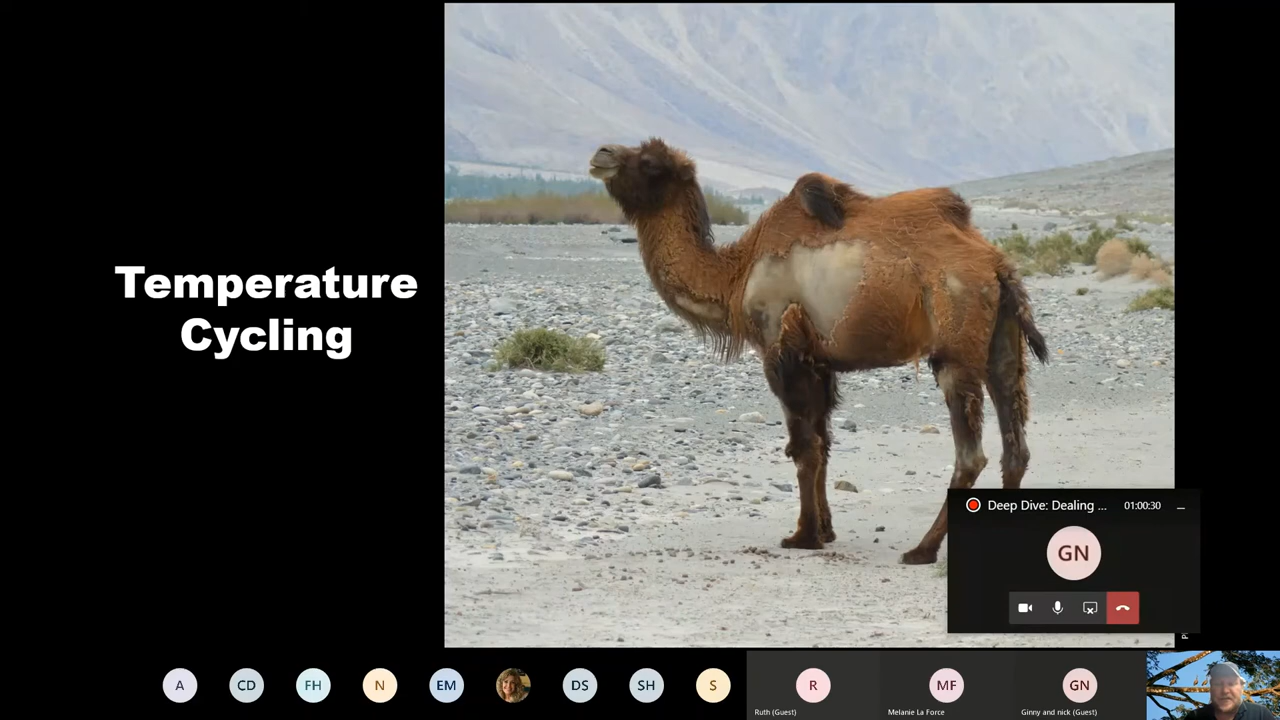 Temperature
Cycling
Deep Dive: Dealing ...
01:00:30
GN
A
CD
FH
N
EM
DS
SH
S
R
MF
GN
Ruth (Guest)
Melanie La Force
Ginny and nick (Guest)